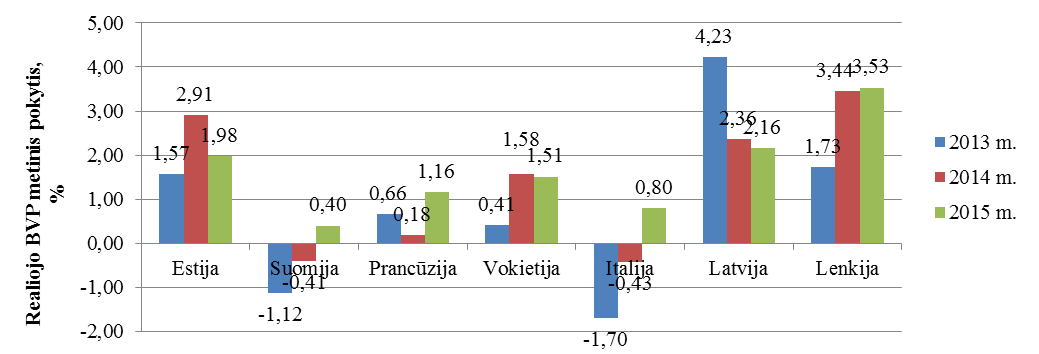 Realiojo BVP metinis pokytis,
%
5,00
4,00
3,00
2,00
1,00
0,00
-1,00
-2,00
1,57
2,91
1,98
-1,12
-0,41
0,40
0,66
0,18
1,16
0,41
1,58
1,51
-1,70
-0,43
0,80
4,23
2,36
2,16
1,73
3,44
3,53
Estija
Suomija
Prancūzija
Vokietija
Italija
Latvija
Lenkija
2013 m.
2014 m.
2015 m.